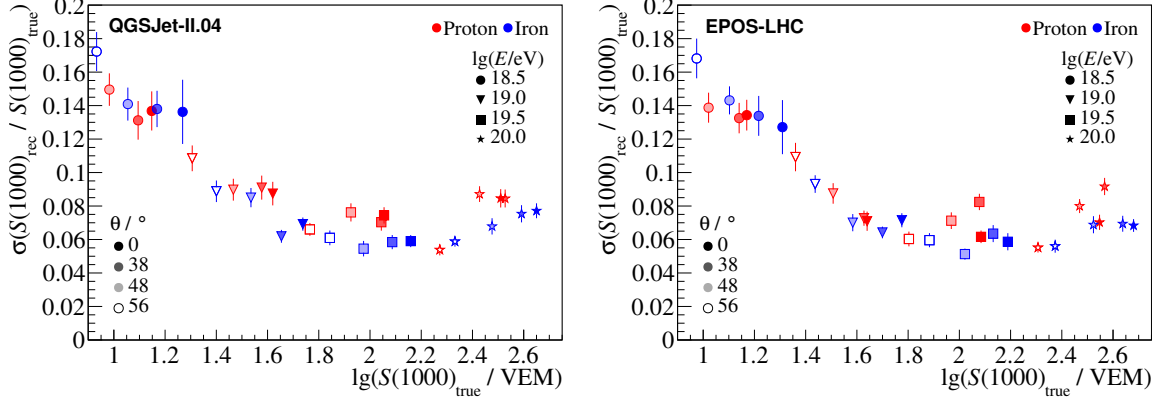 QGSJet-II.04
Proton Iron
lg(E/eV)
18.5
19.0
19.5
20.0
θ / °
0
38
48
56
0.2
0.18
0.16
0.14
0.12
0.1
0.08
0.06
0.04
0.02
0
1 1.2 1.4 1.6 1.8 2 2.2 2.4 2.6
σ(S(1000)rec / S(1000)true)
lg(S(1000)true / VEM)
EPOS-LHC
Proton Iron
lg(E/eV)
18.5
19.0
19.5
20.0
θ / °
0
38
48
56
0.2
0.18
0.16
0.14
0.12
0.1
0.08
0.06
0.04
0.02
0
1 1.2 1.4 1.6 1.8 2 2.2 2.4 2.6
σ(S(1000)rec / S(1000)true)
lg(S(1000)true / VEM)